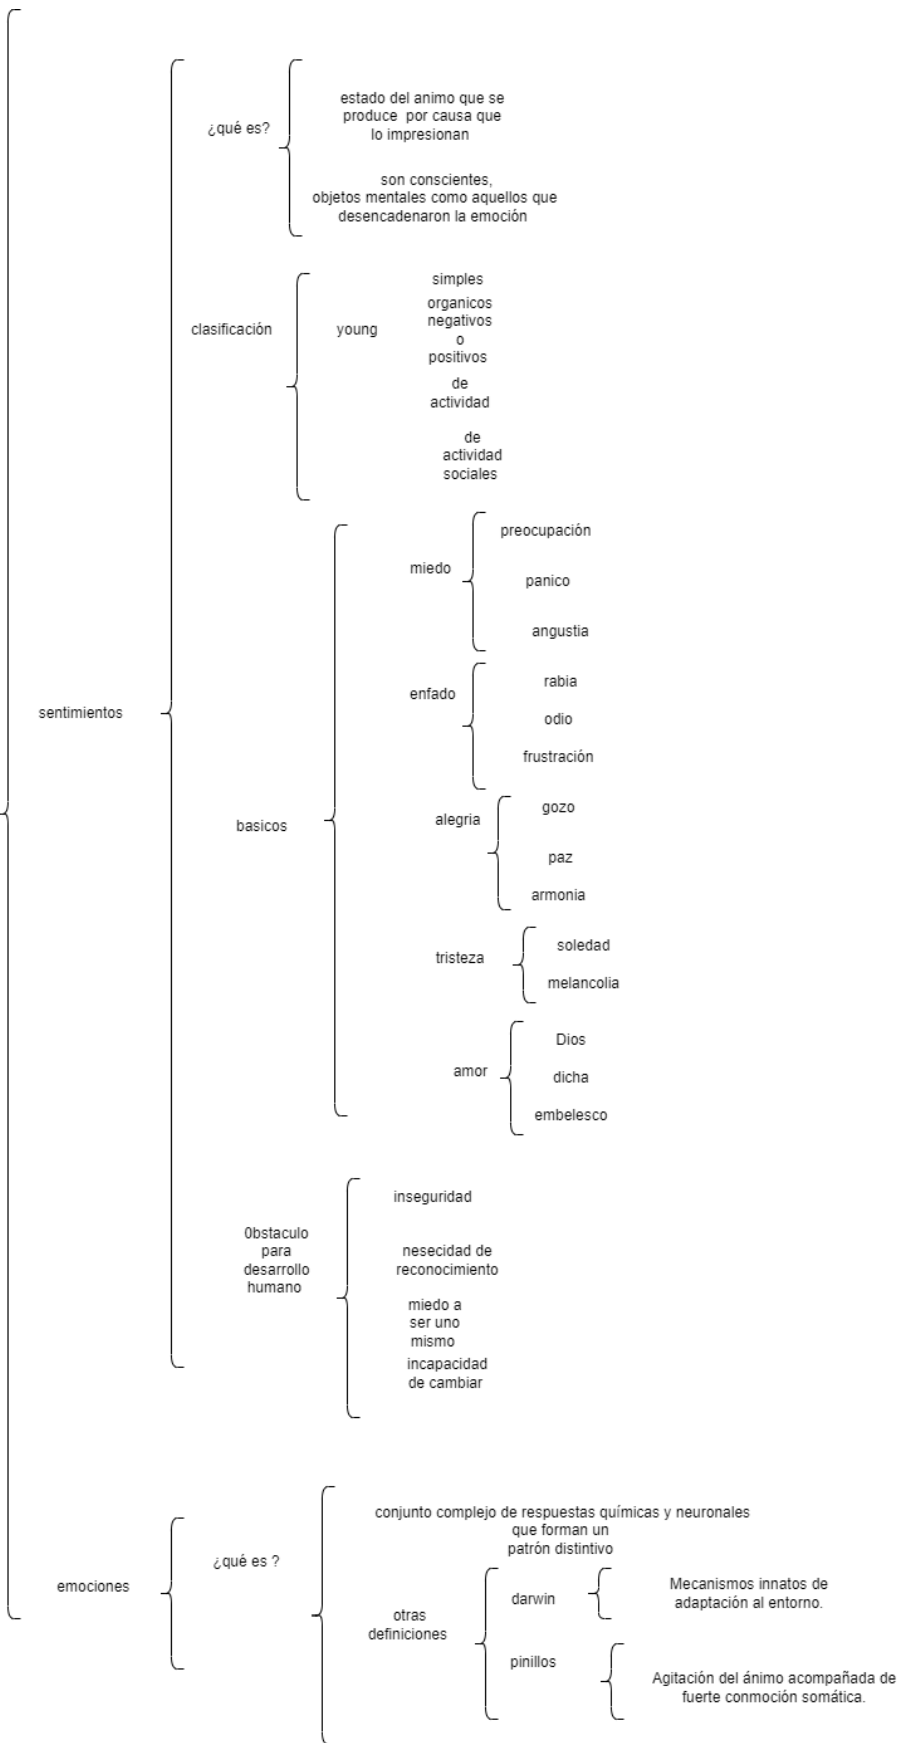 ¿qué es?
estado del animo que se
produce por causa que
lo impresionan
son conscientes,
objetos mentales como aquellos que
desencadenaron la emoción
clasificación
young
simples
organicos
negativos
o
positivos
de
actividad
de
actividad
sociales
sentimientos
basicos
miedo
preocupación
panico
angustia
enfado
rabia
odio
frustración
alegria
gozo
paz
armonia
tristeza
soledad
melancolia
amor
Dios
dicha
embelesco
0bstaculo
para
desarrollo
humano
inseguridad
nesecidad de
reconocimiento
miedo a
ser uno
mismo
incapacidad
de cambiar
emociones
¿qué es ?
conjunto complejo de respuestas químicas y neuronales
que forman un
patrón distintivo
otras
definiciones
darwin
Mecanismos innatos de
adaptación al entorno.
pinillos
Agitación del ánimo acompañada de
fuerte conmoción somática.